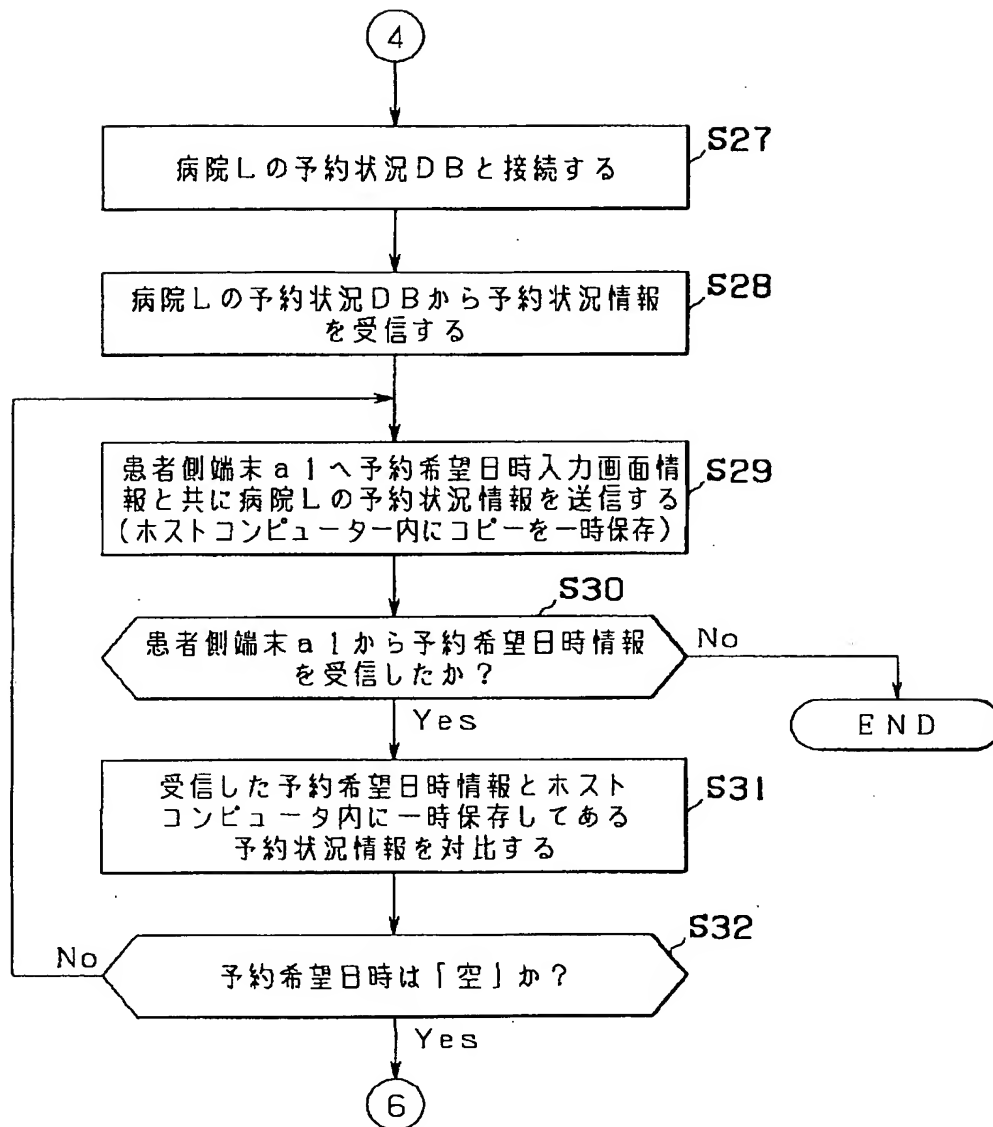 4
S27
病院Lの予約状況DBと接続する
S28
病院Lの予約状況DBから予約状況情報
を受信する
S29
患者側端末a1へ予約希望日時入力画面情
報と共に病院Lの予約状況情報を送信する
(ホストコンピューター内にコピーを一時保存)
S30
患者側端末a1から予約希望日時情報
を受信したか?
No
END
Yes
S31
受信した予約希望日時情報とホスト
コンピュータ内に一時保存してある
予約状況情報を対比する
S32
No
予約希望日時は「空」か?
Yes
6